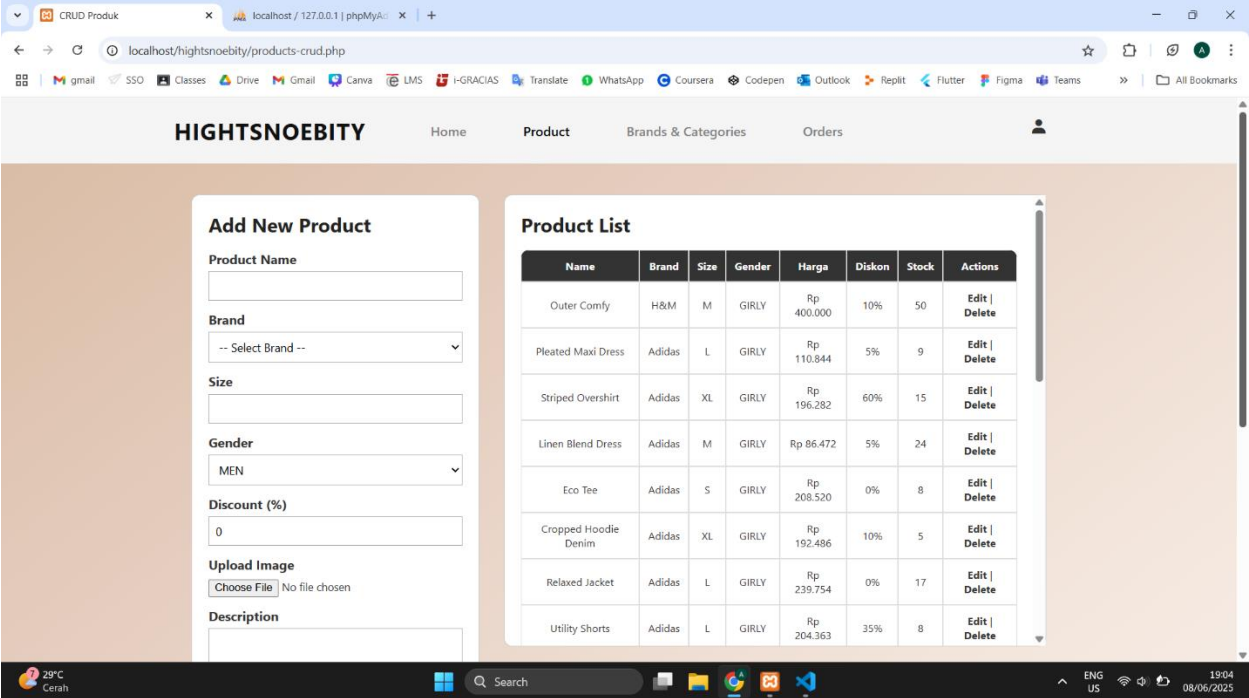 CRUD Produk
localhost / 127.0.0.1 | phpMyAd
localhost/hightsnoebity/products-crud.php
A
gmail SSO Classes Drive Gmail Canva LMS i-GRACIAS Translate WhatsApp Coursera Codepen Outlook Replit Flutter Figma Teams » All Bookmarks
HIGHTSNOEBITY Home Product Brands & Categories Orders
Add New Product
Product Name
Brand
-- Select Brand --
Size
Gender
MEN
Discount (%)
0
Upload Image
Choose File No file chosen
Description
Product List
Name Brand Size Gender Harga Diskon Stock Actions
Outer Comfy H&M M GIRLY Rp 400.000 10% 50 Edit | Delete
Pleated Maxi Dress Adidas L GIRLY Rp 110.844 5% 9 Edit | Delete
Striped Overshirt Adidas XL GIRLY Rp 196.282 60% 15 Edit | Delete
Linen Blend Dress Adidas M GIRLY Rp 86.472 5% 24 Edit | Delete
Eco Tee Adidas S GIRLY Rp 208.520 0% 8 Edit | Delete
Cropped Hoodie Denim Adidas XL GIRLY Rp 192.486 10% 5 Edit | Delete
Relaxed Jacket Adidas L GIRLY Rp 239.754 0% 17 Edit | Delete
Utility Shorts Adidas L GIRLY Rp 204.363 35% 8 Edit | Delete
7 29°C
Cerah
Search
ENG
US
19:04
08/06/2025